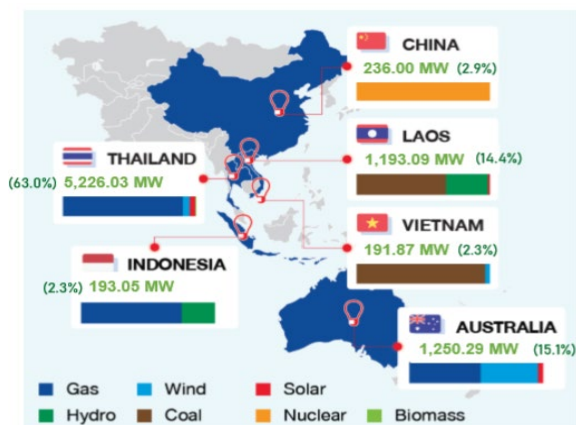 CHINA
236.00 MW (2.9%)
LAOS
1,193.09 MW (14.4%)
THAILAND
(63.0%) 5,226.03 MW
VIETNAM
191.87 MW (2.3%)
INDONESIA
(2.3%) 193.05 MW
AUSTRALIA
1,250.29 MW (15.1%)
Gas Wind Solar
Hydro Coal Nuclear Biomass